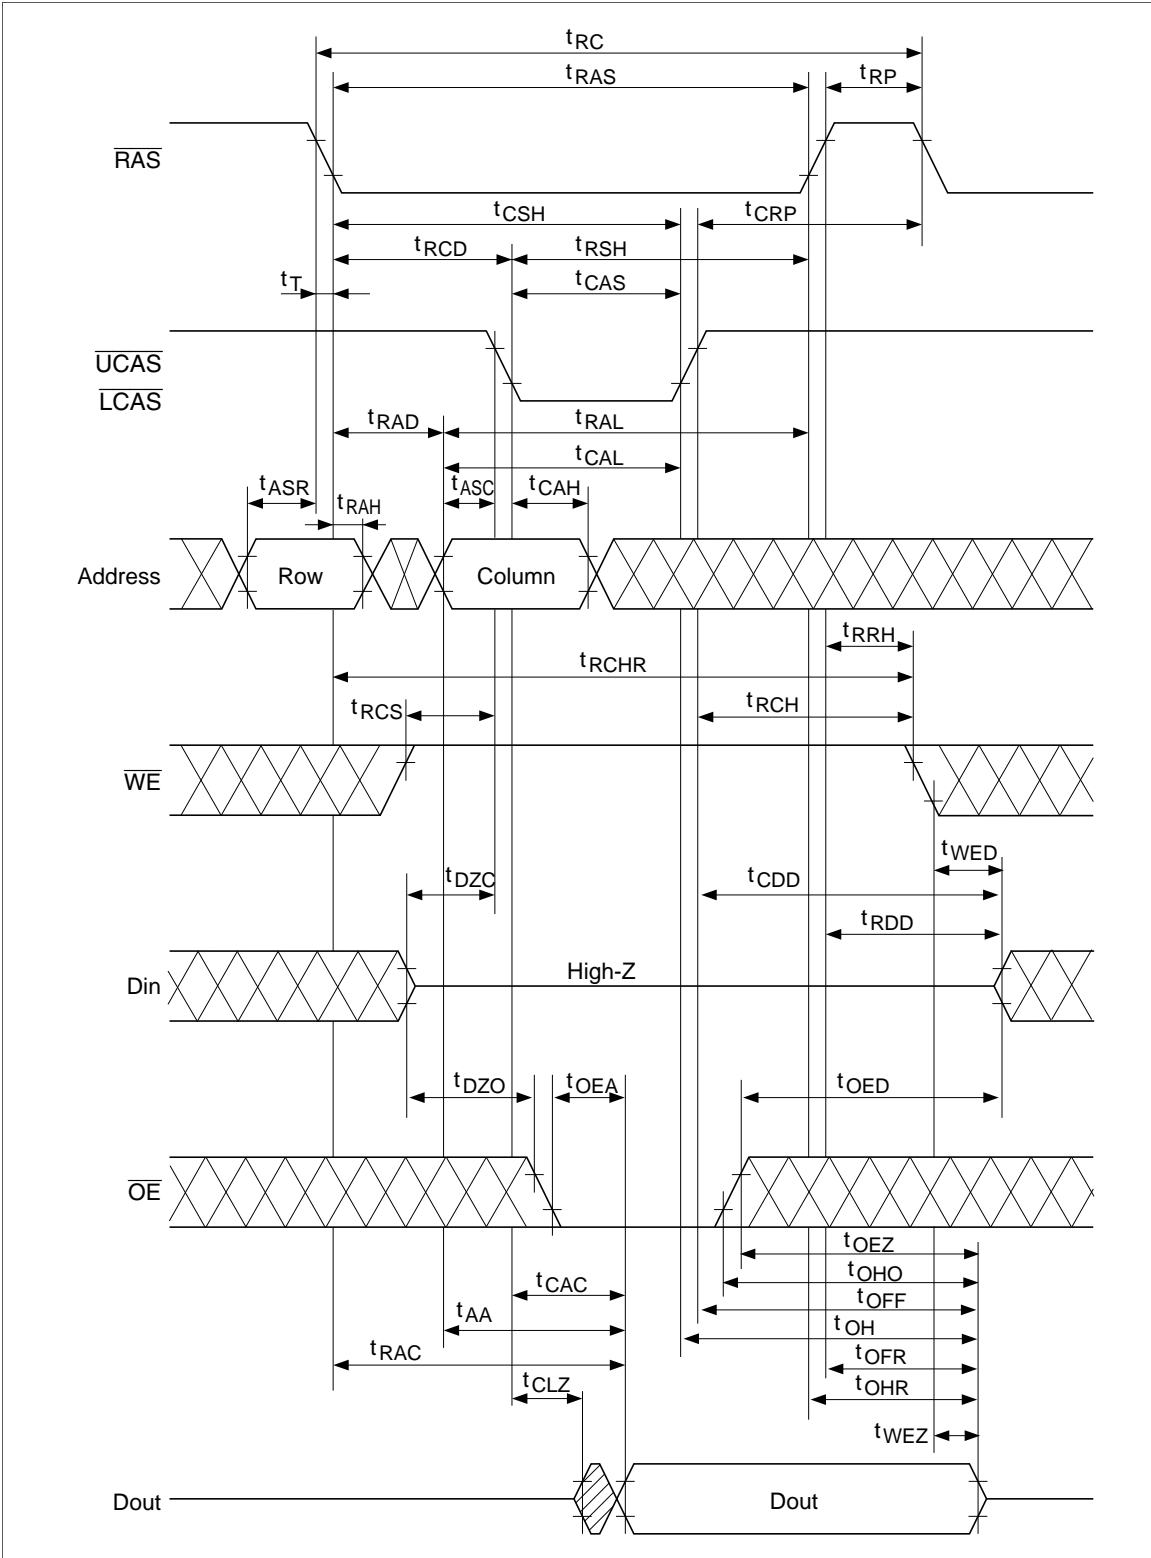 tRC
tRAS
tRP
RAS
tCSH
tCRP
tRCD
tRSH
tT
tCAS
UCAS
LCAS
tRAD
tRAL
tCAL
tASR
tRAH
tASC
tCAH
Address
Row
Column
tRRH
tRCHR
tRCS
tRCH
WE
tWED
tDZC
tCDD
tRDD
Din
High-Z
tDZO
tOEA
tOED
OE
tOEZ
tCAC
tOHO
tOFF
tAA
tOH
tRAC
tOFR
tCLZ
tOHR
tWEZ
Dout
Dout